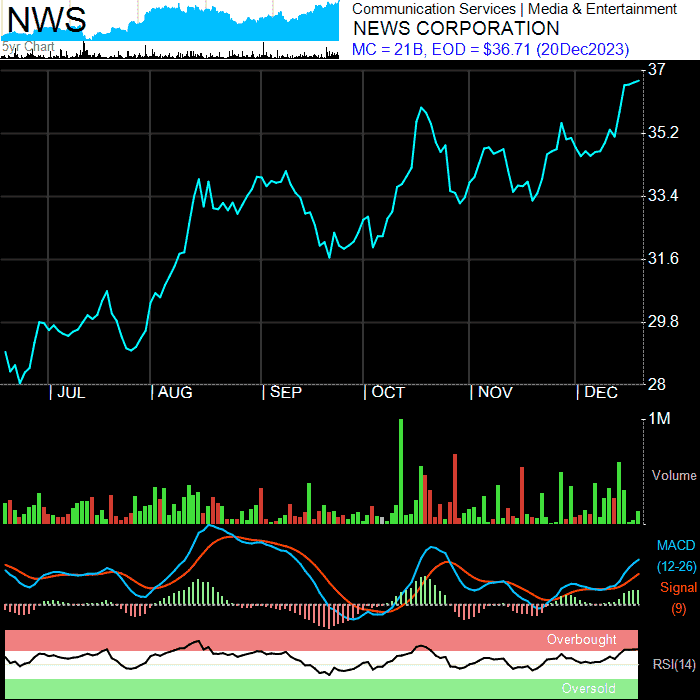 NWS
5yr Chart
Communication Services | Media & Entertainment
NEWS CORPORATION
MC = 21B, EOD = $36.71 (20Dec2023)
37
35.2
33.4
31.6
29.8
28
| JUL | AUG | SEP | OCT | NOV | DEC
1M
Volume
MACD
(12-26)
Signal
(9)
Overbought
RSI(14)
Oversold